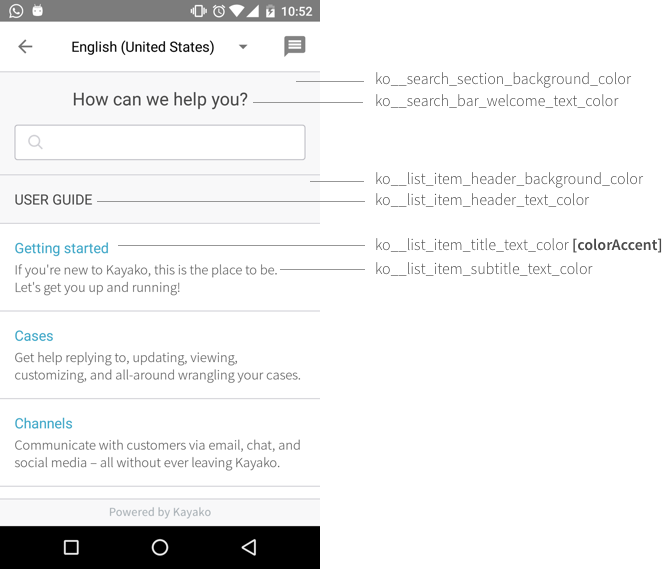 10:52
English (United States)
ko__search_section_background_color
How can we help you?
ko__search_bar_welcome_text_color
ko__list_item_header_background_color
USER GUIDE
ko__list_item_header_text_color
Getting started
ko__list_item_title_text_color [colorAccent]
If you're new to Kayako, this is the place to be.
ko__list_item_subtitle_text_color
Let's get you up and running!
Cases
Get help replying to, updating, viewing,
customizing, and all-around wrangling your cases.
Channels
Communicate with customers via email, chat, and
social media – all without ever leaving Kayako.
Powered by Kayako